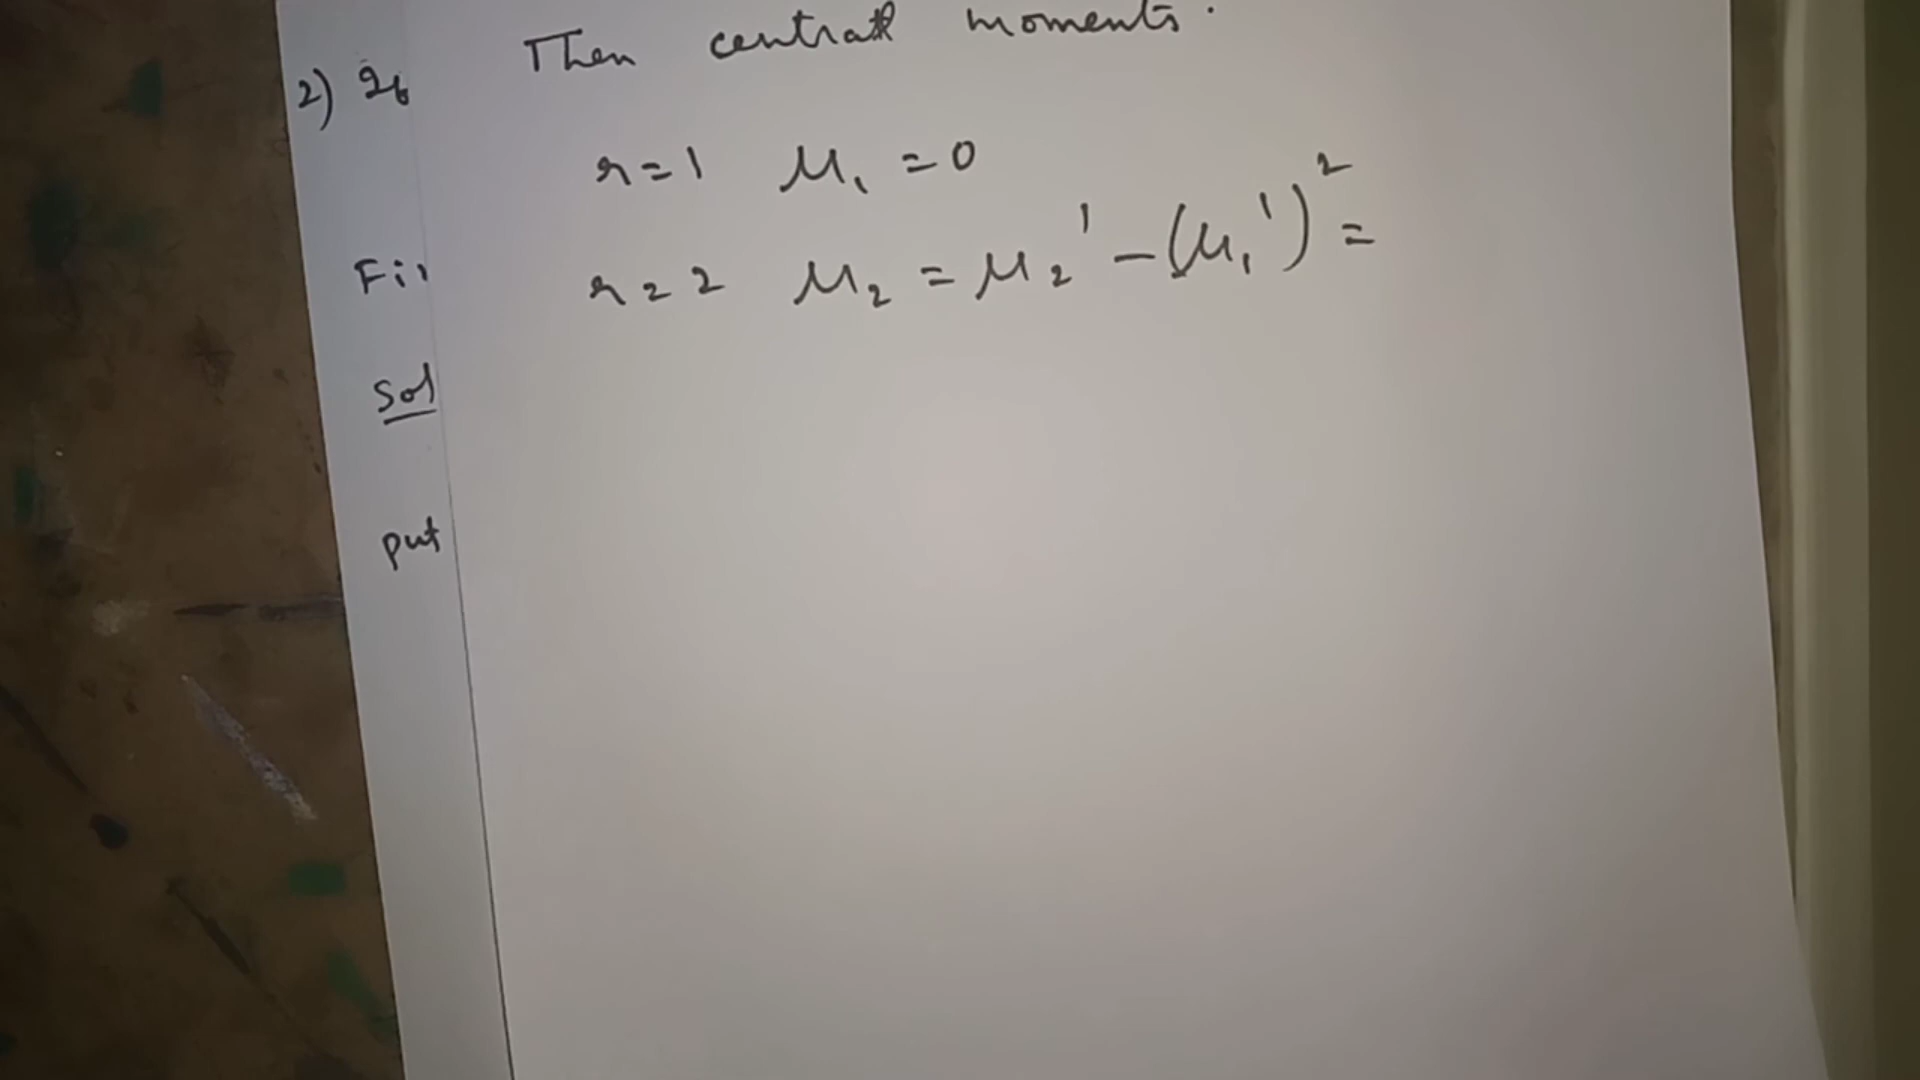 Then central moments.
2) If
r=1 μ₁ = 0
r=2 μ₂ = μ₂' - (μ₁')² =
Fi
Sol
put